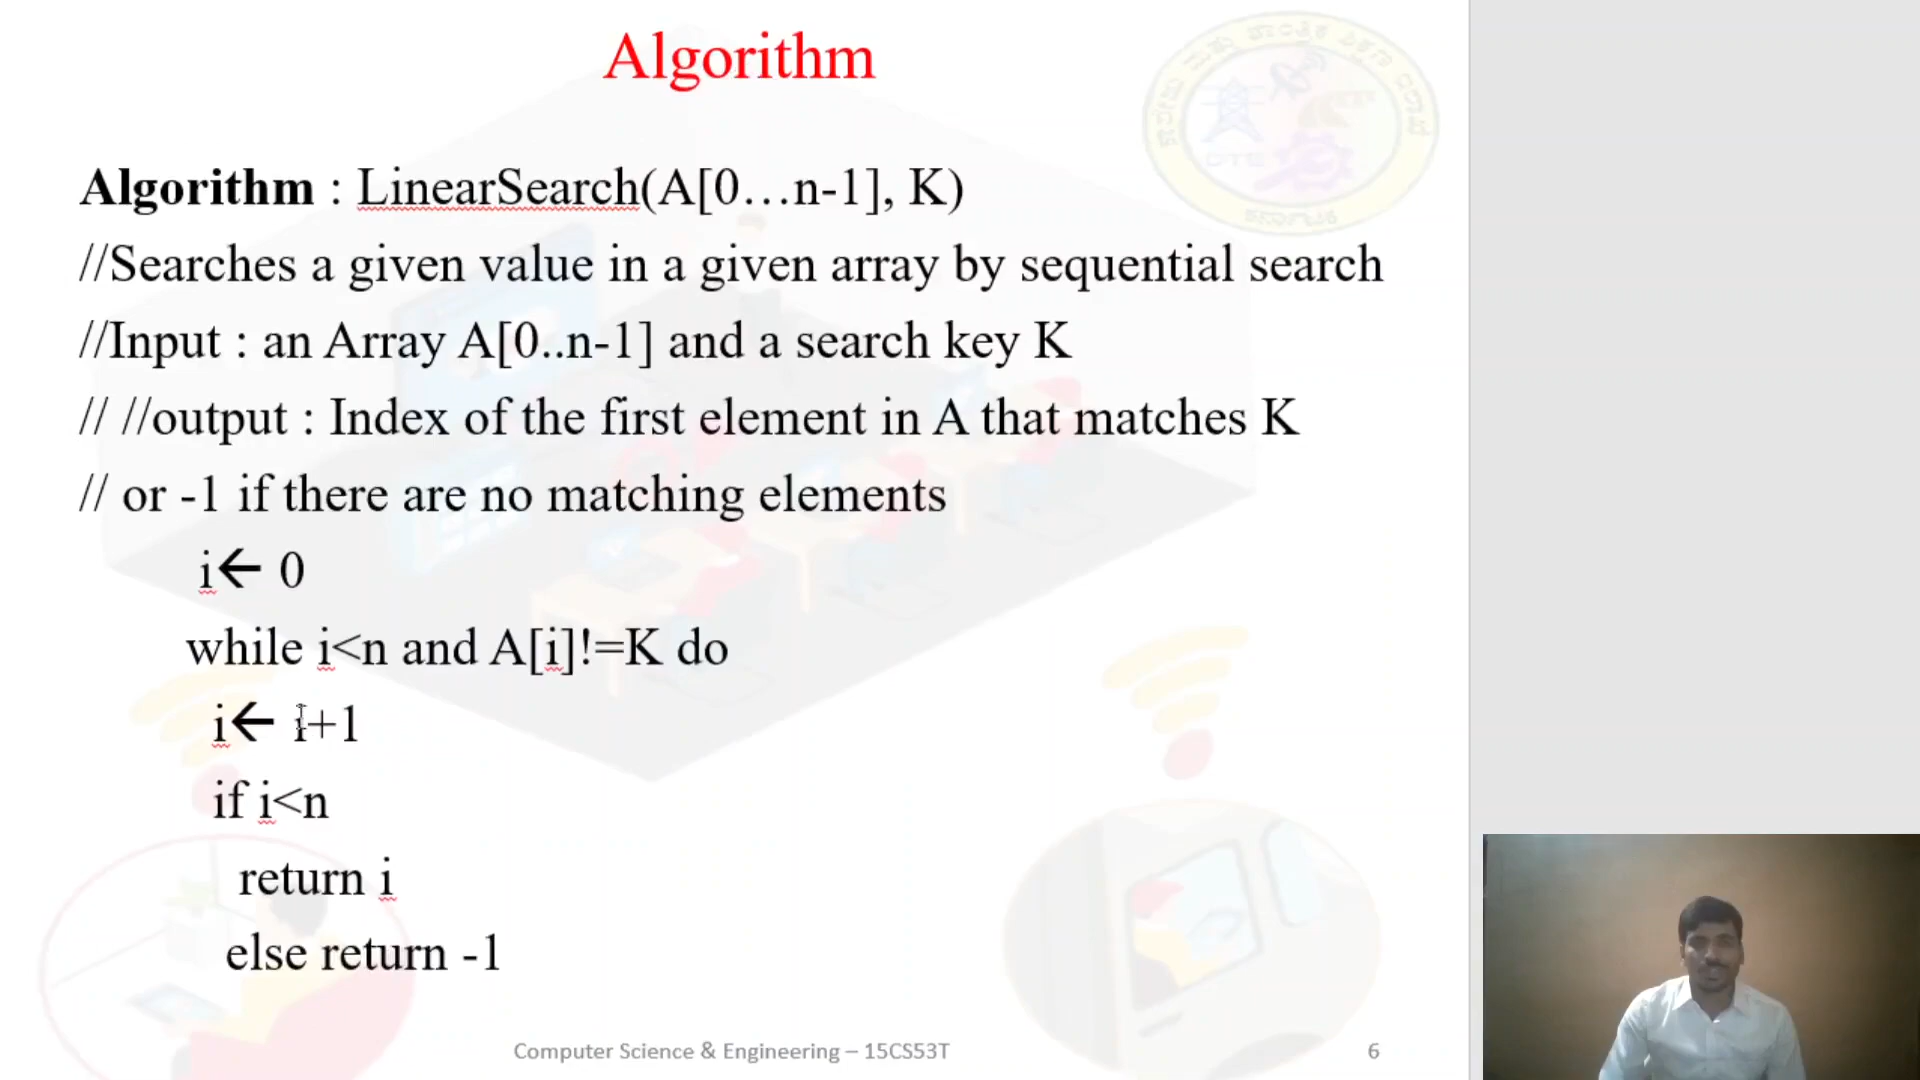 Algorithm
Algorithm : LinearSearch(A[0…n-1], K)
//Searches a given value in a given array by sequential search
//Input : an Array A[0..n-1] and a search key K
// //output : Index of the first element in A that matches K
// or -1 if there are no matching elements
i← 0
while i<n and A[i]!=K do
i← i+1
if i<n
return i
else return -1
Computer Science & Engineering – 15CS53T
6